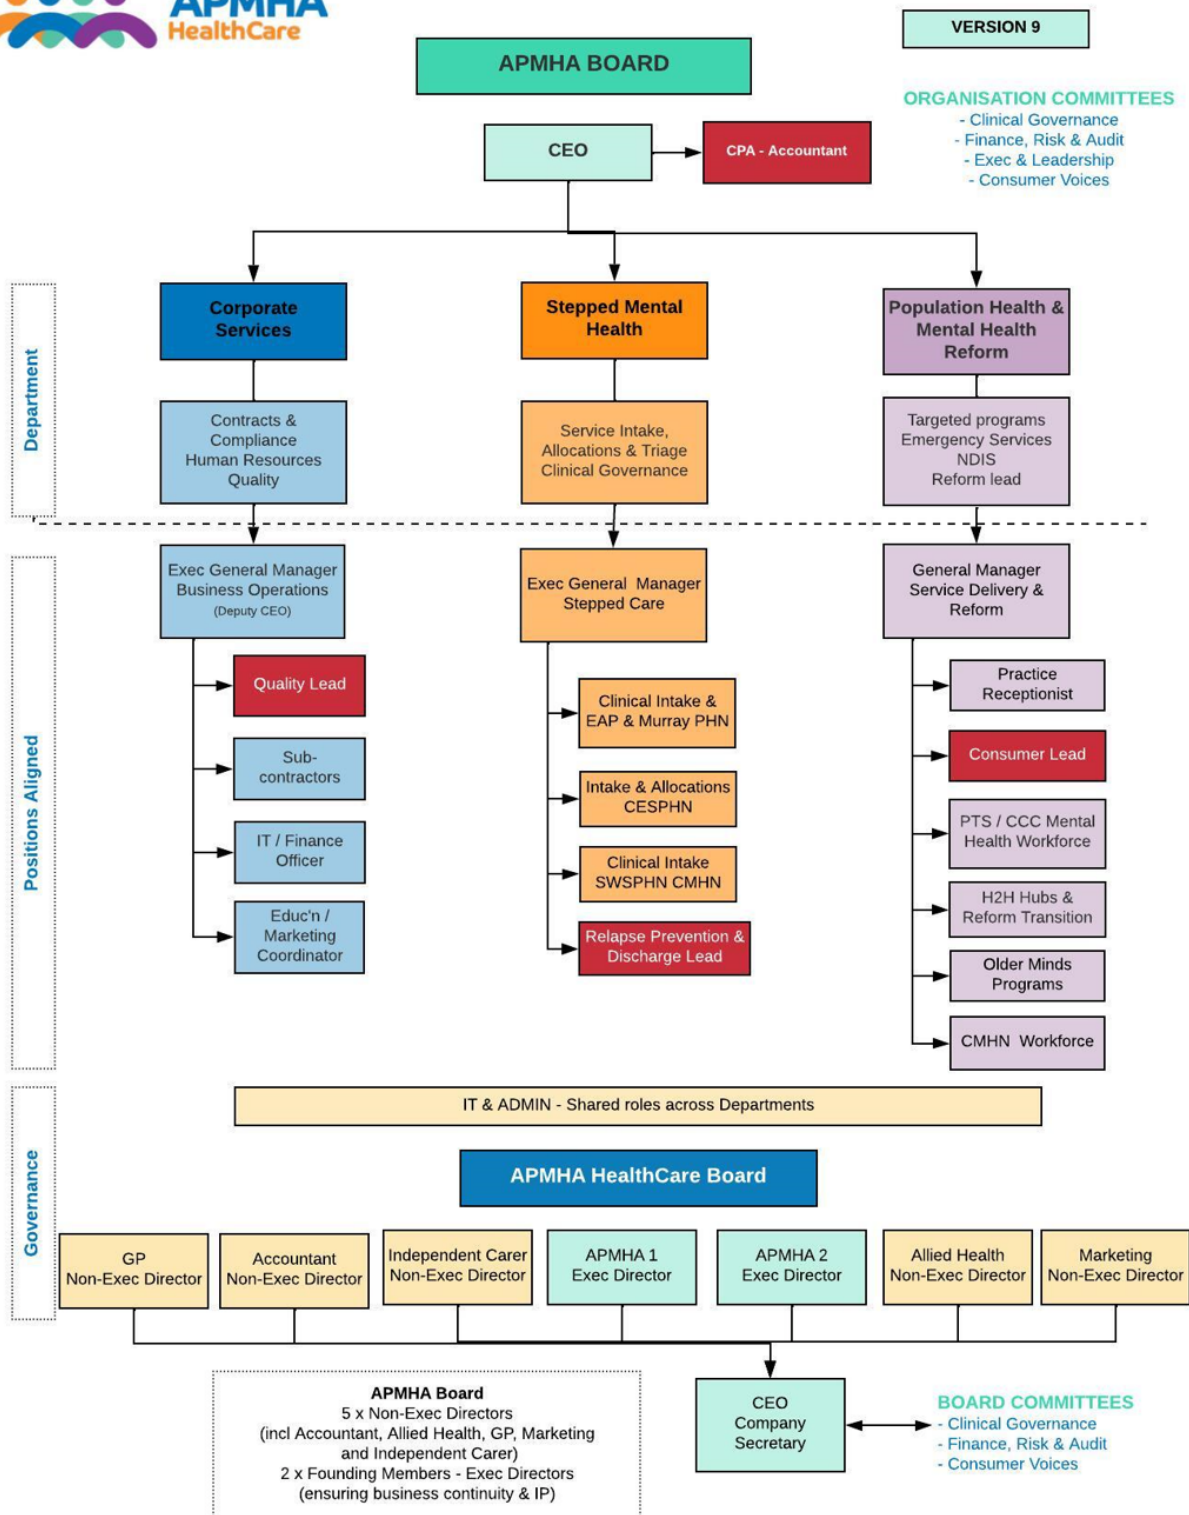 APMHA
HealthCare
VERSION 9
APMHA BOARD
ORGANISATION COMMITTEES
- Clinical Governance
- Finance, Risk & Audit
- Exec & Leadership
- Consumer Voices
CEO
CPA - Accountant
Department
Corporate
Services
Stepped Mental
Health
Population Health &
Mental Health
Reform
Contracts &
Compliance
Human Resources
Quality
Service Intake,
Allocations & Triage
Clinical Governance
Targeted programs
Emergency Services
NDIS
Reform lead
Positions Aligned
Exec General Manager
Business Operations
(Deputy CEO)
Quality Lead
Sub-
contractors
IT / Finance
Officer
Educ'n /
Marketing
Coordinator
Exec General Manager
Stepped Care
Clinical Intake &
EAP & Murray PHN
Intake & Allocations
CESPHN
Clinical Intake
SWSPHN CMHN
Relapse Prevention &
Discharge Lead
General Manager
Service Delivery &
Reform
Practice
Receptionist
Consumer Lead
PTS / CCC Mental
Health Workforce
H2H Hubs &
Reform Transition
Older Minds
Programs
CMHN Workforce
Governance
IT & ADMIN - Shared roles across Departments
APMHA HealthCare Board
GP
Non-Exec Director
Accountant
Non-Exec Director
Independent Carer
Non-Exec Director
APMHA 1
Exec Director
APMHA 2
Exec Director
Allied Health
Non-Exec Director
Marketing
Non-Exec Director
APMHA Board
5 x Non-Exec Directors
(incl Accountant, Allied Health, GP, Marketing
and Independent Carer)
2 x Founding Members - Exec Directors
(ensuring business continuity & IP)
CEO
Company
Secretary
BOARD COMMITTEES
- Clinical Governance
- Finance, Risk & Audit
- Consumer Voices